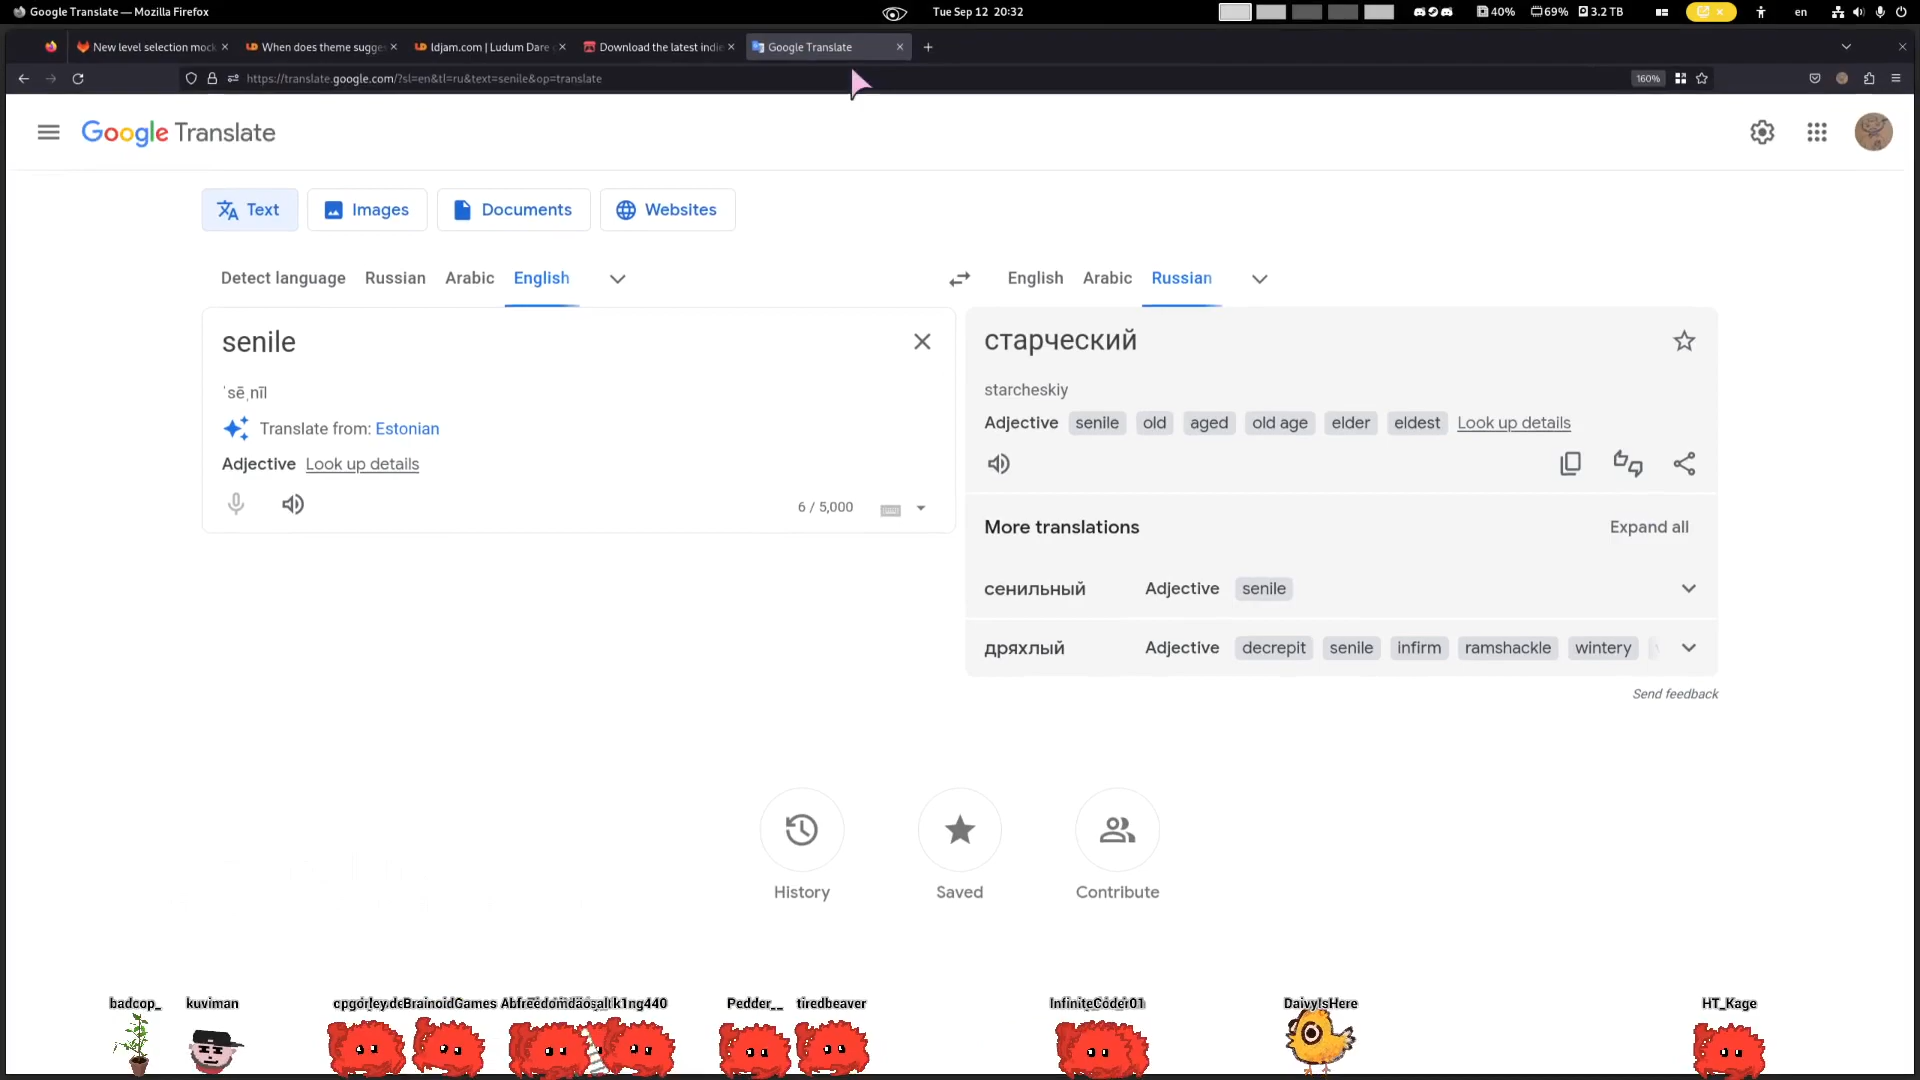 Google Translate — Mozilla Firefox
Tue Sep 12 20:32
40%
69%
3.2 TB
en
New level selection mock
When does theme sugges
ldjam.com | Ludum Dare
Download the latest indie
Google Translate
https://translate.google.com/?sl=en&tl=ru&text=senile&op=translate
160%
Google Translate
Text
Images
Documents
Websites
Detect language
Russian
Arabic
English
English
Arabic
Russian
senile
ˈsēˌnīl
Translate from: Estonian
Adjective
Look up details
6 / 5,000
старческий
starcheskiy
Adjective senile old aged old age elder eldest Look up details
More translations
Expand all
сенильный Adjective senile
дряхлый Adjective decrepit senile infirm ramshackle wintery
Send feedback
History
Saved
Contribute
badcop_
kuviman
BrainoidGames
k1ng440
Pedder__
tiredbeaver
InfiniteCoder01
DaivyIsHere
HT_Kage